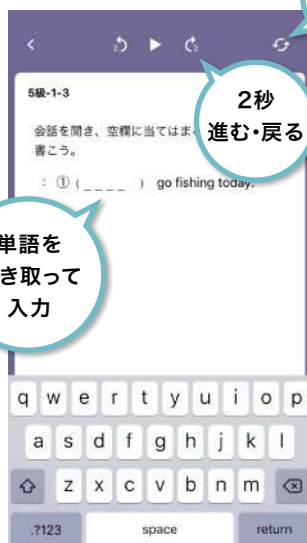 5級-1-3
会話を聞き、空欄に当てはま
書こう。
: ① ( _ _ _ _ ) go fishing today.
2秒
進む・戻る
単語を
き取って
入力
q w e r t y u i o p
a s d f g h j k l
z x c v b n m
.?123 space return